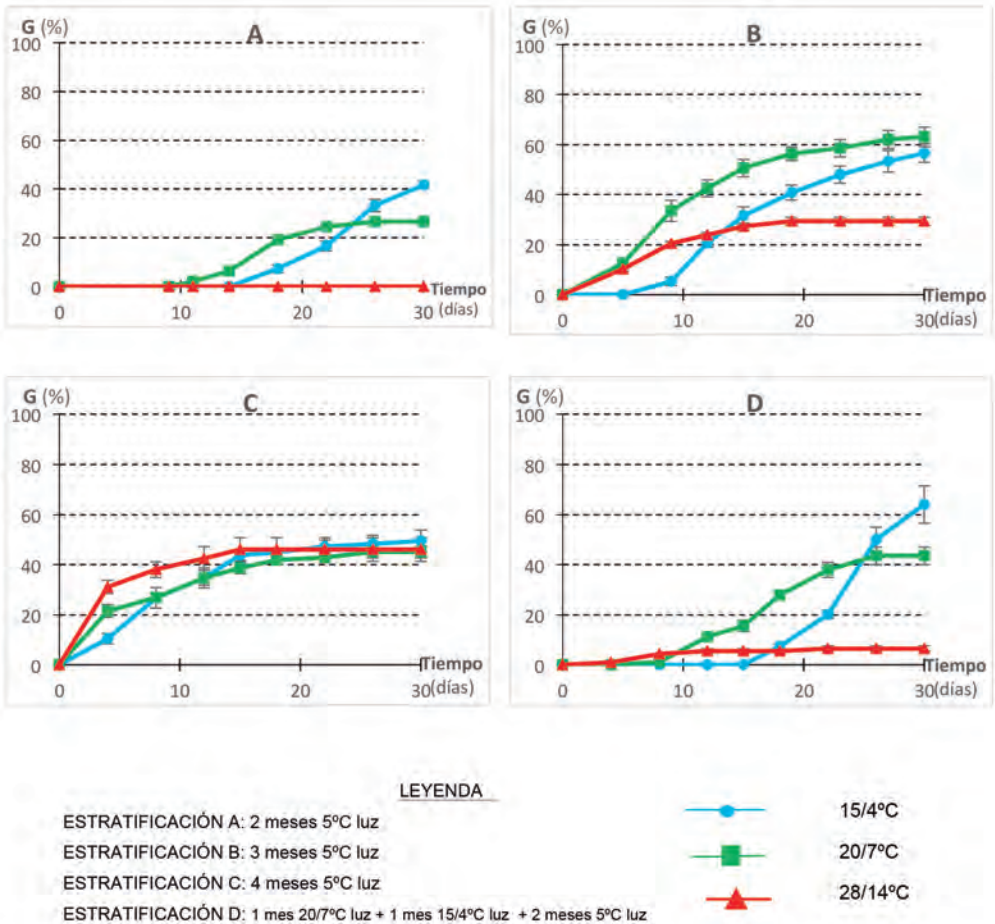 G (%)
A
100
80
60
40
20
0
0
10
20
30
Tiempo
(días)
G (%)
B
100
80
60
40
20
0
0
10
20
30
Tiempo
(días)
G (%)
C
100
80
60
40
20
0
0
10
20
30
Tiempo
(días)
G (%)
D
100
80
60
40
20
0
0
10
20
30
Tiempo
(días)
LEYENDA
ESTRATIFICACIÓN A: 2 meses 5ºC luz
ESTRATIFICACIÓN B: 3 meses 5ºC luz
ESTRATIFICACIÓN C: 4 meses 5ºC luz
ESTRATIFICACIÓN D: 1 mes 20/7ºC luz + 1 mes 15/4ºC luz + 2 meses 5ºC luz
15/4ºC
20/7ºC
28/14ºC